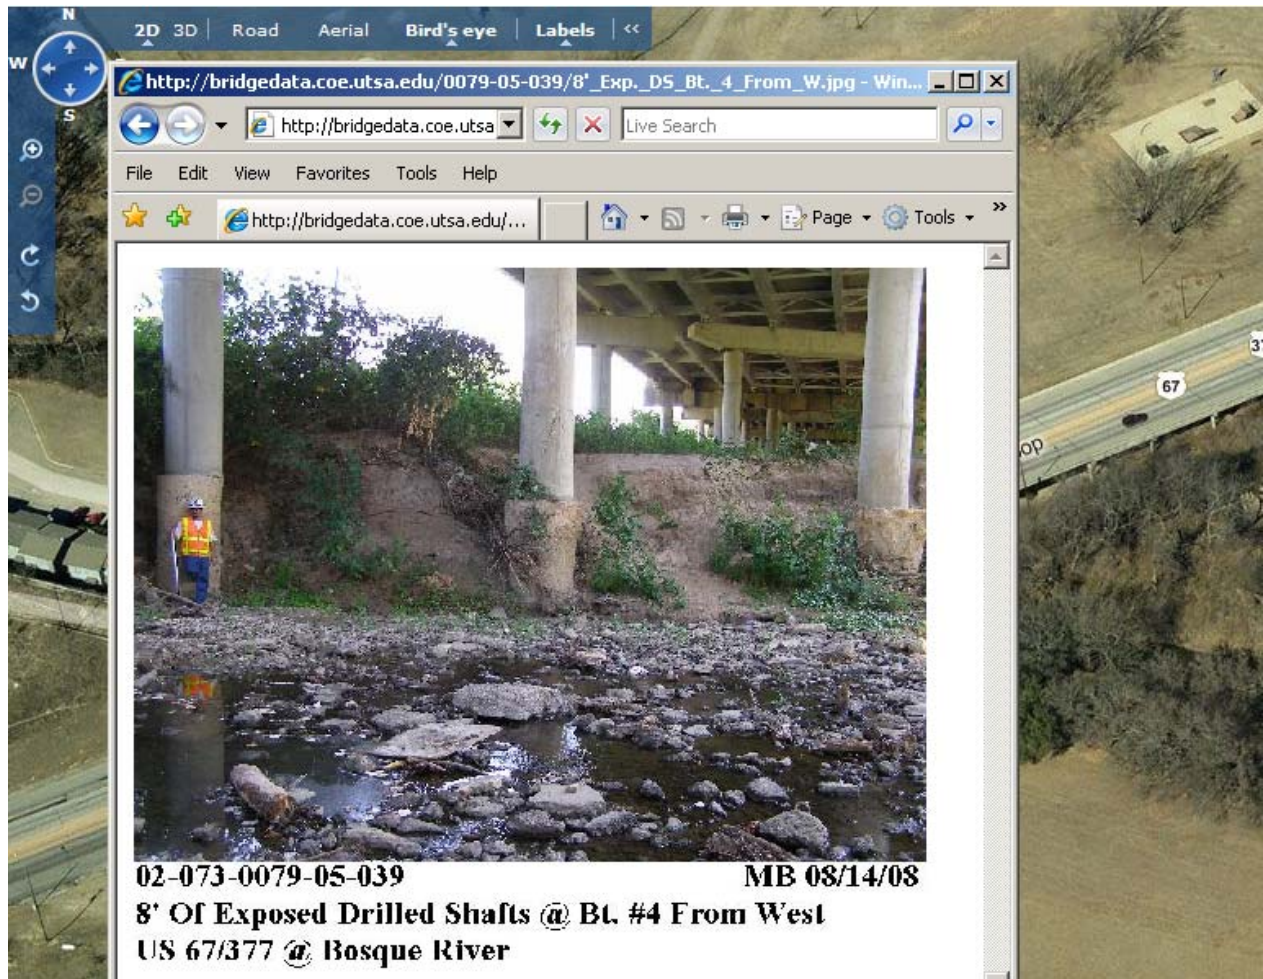 N
2D 3D Road Aerial Bird's eye Labels <<
W
S
http://bridgedata.coe.utsa.edu/0079-05-039/8'_Exp._DS_Bt._4_From_W.jpg - Win...
http://bridgedata.coe.utsa
Live Search
File Edit View Favorites Tools Help
http://bridgedata.coe.utsa.edu/...
Page Tools >>
37
67
op
02-073-0079-05-039 MB 08/14/08
8' Of Exposed Drilled Shafts @ Bt. #4 From West
US 67/377 @ Bosque River